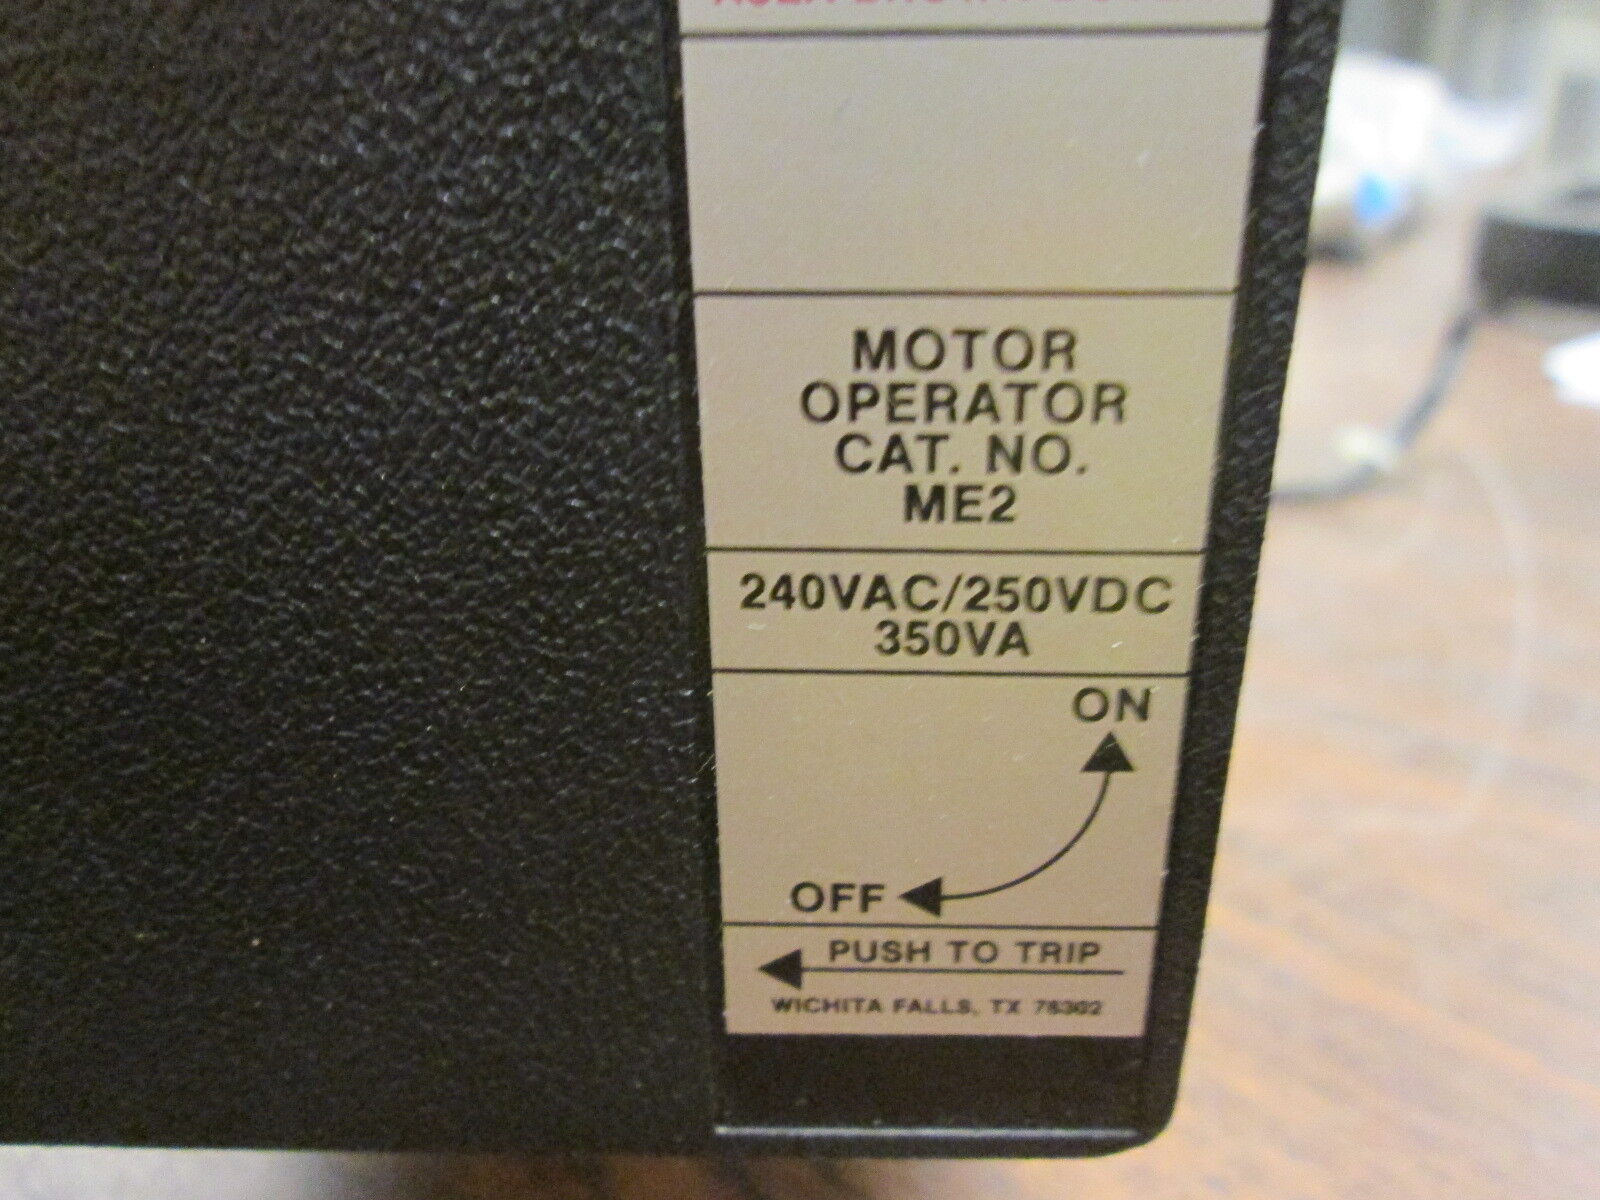 MOTOR
OPERATOR
CAT. NO.
ME2
240VAC/250VDC
350VA
ON
OFF
PUSH TO TRIP
WICHITA FALLS, TX 76302